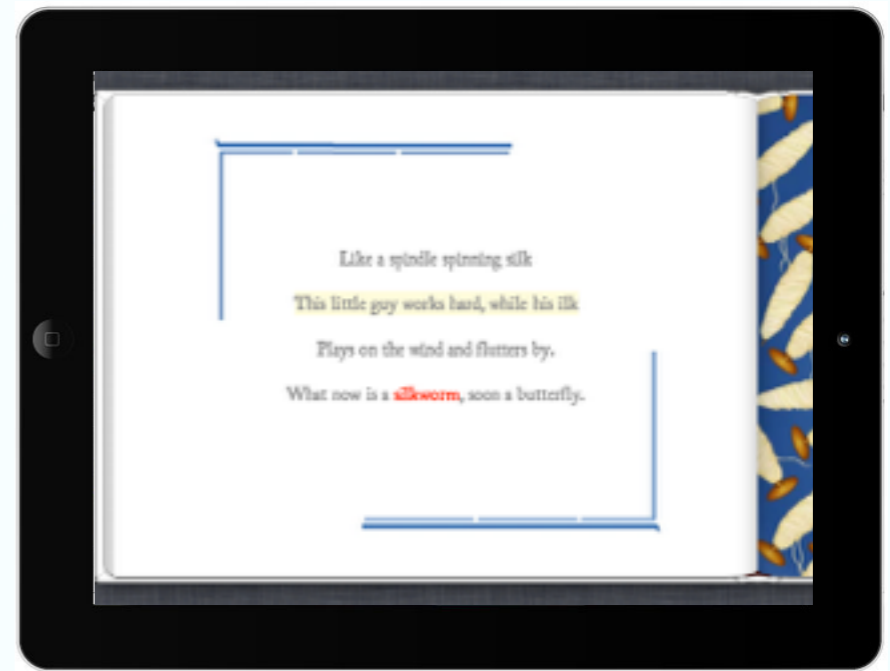 Like a spindle spinning silk
This little guy works hard, while his ilk
Plays on the wind and flutters by.
What now is a silkworm, soon a butterfly.